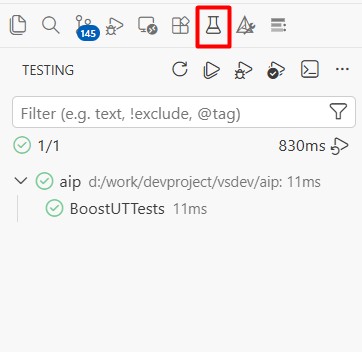 145
TESTING
Filter (e.g. text, !exclude, @tag)
1/1 830ms
aip d:/work/devproject/vsdev/aip: 11ms
BoostUTTests 11ms